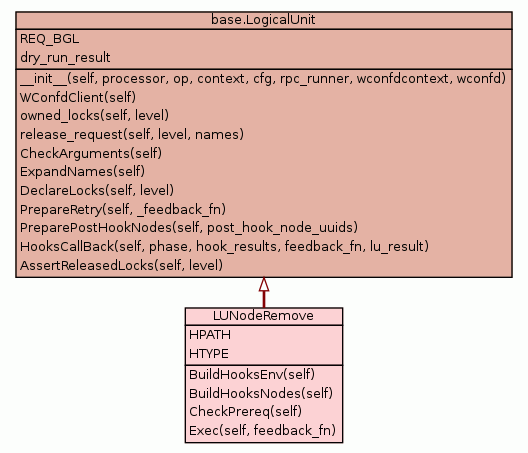 base.LogicalUnit
REQ_BGL
dry_run_result
__init__(self, processor, op, context, cfg, rpc_runner, wconfdcontext, wconfd)
WConfdClient(self)
owned_locks(self, level)
release_request(self, level, names)
CheckArguments(self)
ExpandNames(self)
DeclareLocks(self, level)
PrepareRetry(self, _feedback_fn)
PreparePostHookNodes(self, post_hook_node_uuids)
HooksCallBack(self, phase, hook_results, feedback_fn, lu_result)
AssertReleasedLocks(self, level)
LUNodeRemove
HPATH
HTYPE
BuildHooksEnv(self)
BuildHooksNodes(self)
CheckPrereq(self)
Exec(self, feedback_fn)